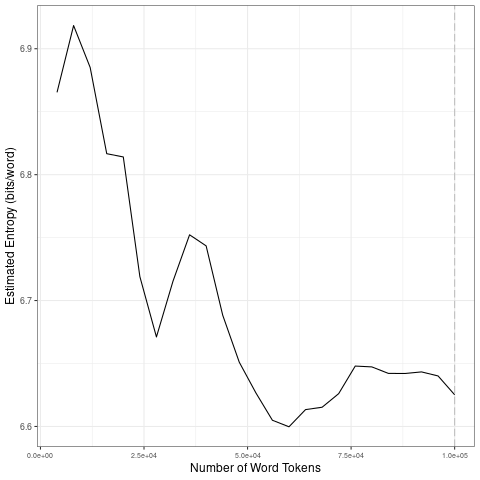 Estimated Entropy (bits/word)
6.9
6.8
6.7
6.6
0.0e+00 2.5e+04 5.0e+04 7.5e+04 1.0e+05
Number of Word Tokens